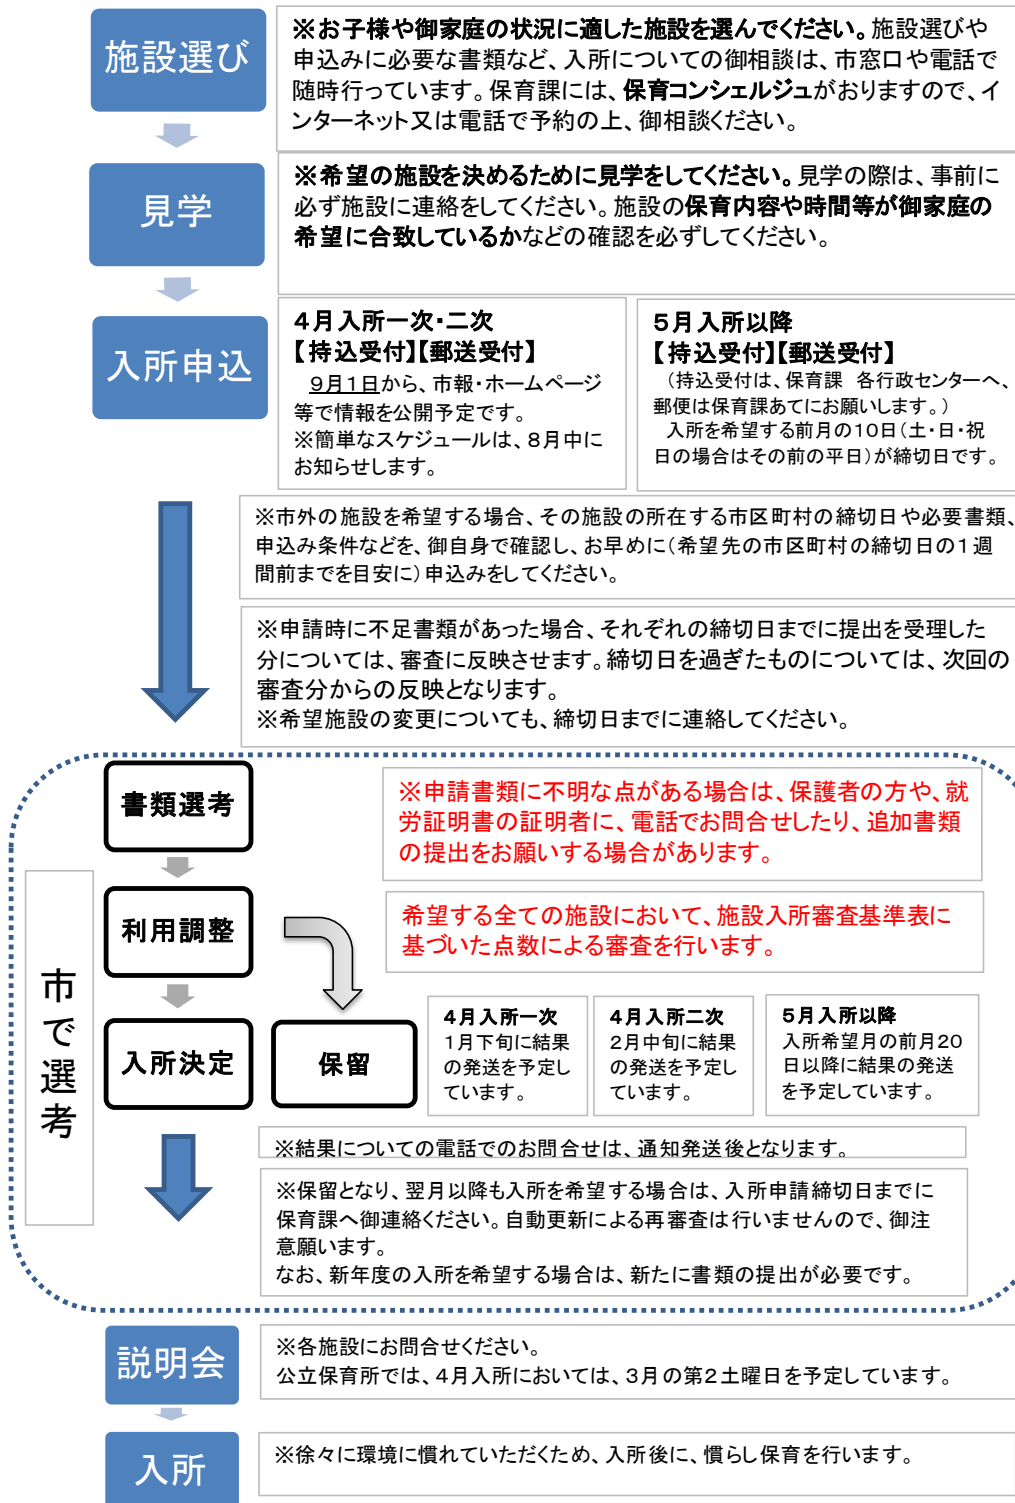 施設選び
※お子様や御家庭の状況に適した施設を選んでください。施設選びや
申込みに必要な書類など、入所についての御相談は、市窓口や電話で
随時行っています。保育課には、保育コンシェルジュがおりますので、イ
ンターネット又は電話で予約の上、御相談ください。
見学
※希望の施設を決めるために見学をしてください。見学の際は、事前に
必ず施設に連絡をしてください。施設の保育内容や時間等が御家庭の
希望に合致しているかなどの確認を必ずしてください。
入所申込
４月入所一次・二次
【持込受付】【郵送受付】
９月１日から、市報・ホームページ
等で情報を公開予定です。
※簡単なスケジュールは、８月中に
お知らせします。
５月入所以降
【持込受付】【郵送受付】
（持込受付は、保育課　各行政センターへ、
郵便は保育課あてにお願いします。）
入所を希望する前月の１０日（土・日・祝
日の場合はその前の平日）が締切日です。
※市外の施設を希望する場合、その施設の所在する市区町村の締切日や必要書類、
申込み条件などを、御自身で確認し、お早めに（希望先の市区町村の締切日の１週
間前までを目安に）申込みをしてください。
※申請時に不足書類があった場合、それぞれの締切日までに提出を受理した
分については、審査に反映させます。締切日を過ぎたものについては、次回の
審査分からの反映となります。
※希望施設の変更についても、締切日までに連絡してください。
市で選考
書類選考
※申請書類に不明な点がある場合は、保護者の方や、就
労証明書の証明者に、電話でお問合せしたり、追加書類
の提出をお願いする場合があります。
利用調整
希望する全ての施設において、施設入所審査基準表に
基づいた点数による審査を行います。
入所決定
保留
４月入所一次
１月下旬に結果
の発送を予定し
ています。
４月入所二次
２月中旬に結果
の発送を予定し
ています。
５月入所以降
入所希望月の前月２０
日以降に結果の発送
を予定しています。
※結果についての電話でのお問合せは、通知発送後となります。
※保留となり、翌月以降も入所を希望する場合は、入所申請締切日までに
保育課へ御連絡ください。自動更新による再審査は行いませんので、御注
意願います。
なお、新年度の入所を希望する場合は、新たに書類の提出が必要です。
説明会
※各施設にお問合せください。
公立保育所では、４月入所においては、３月の第２土曜日を予定しています。
入所
※徐々に環境に慣れていただくため、入所後に、慣らし保育を行います。